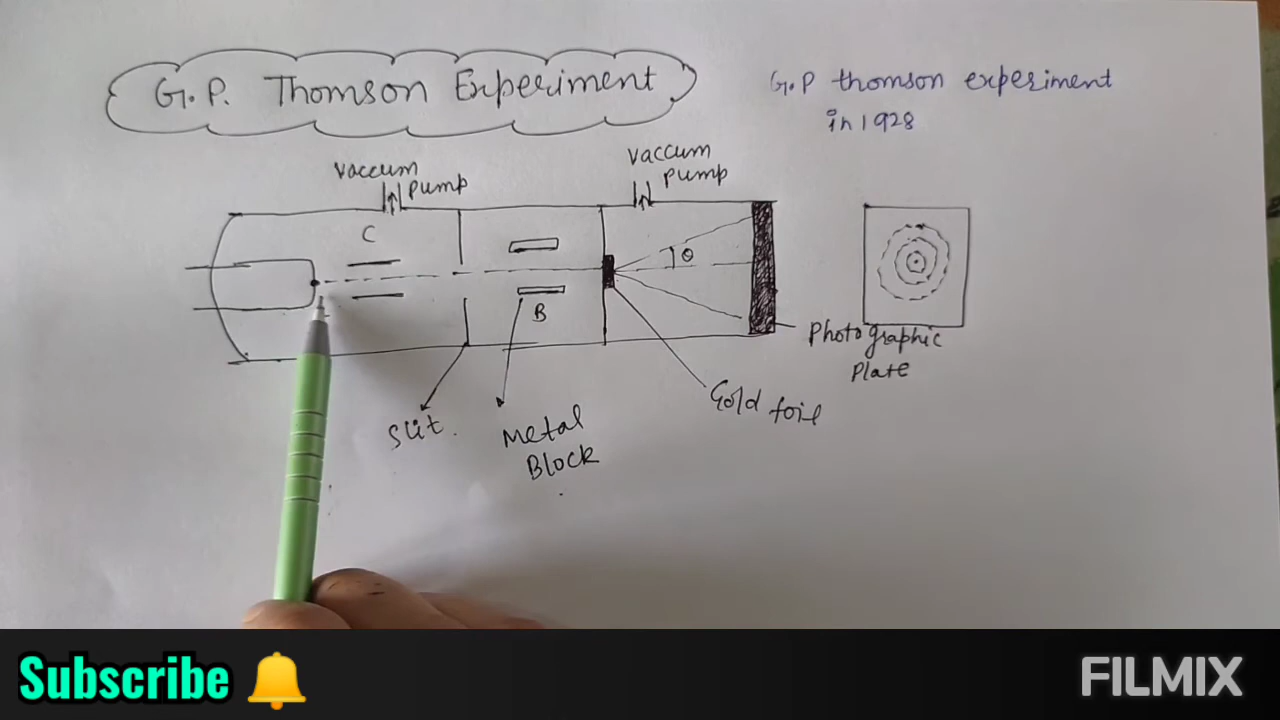 G.P. Thomson Experiment
G.P thomson experiment
in 1928
Vaccum
pump
Vaccum
pump
C
θ
B
Photographic
Plate
Slit.
Metal
Block
Gold foil
Subscribe
FILMIX